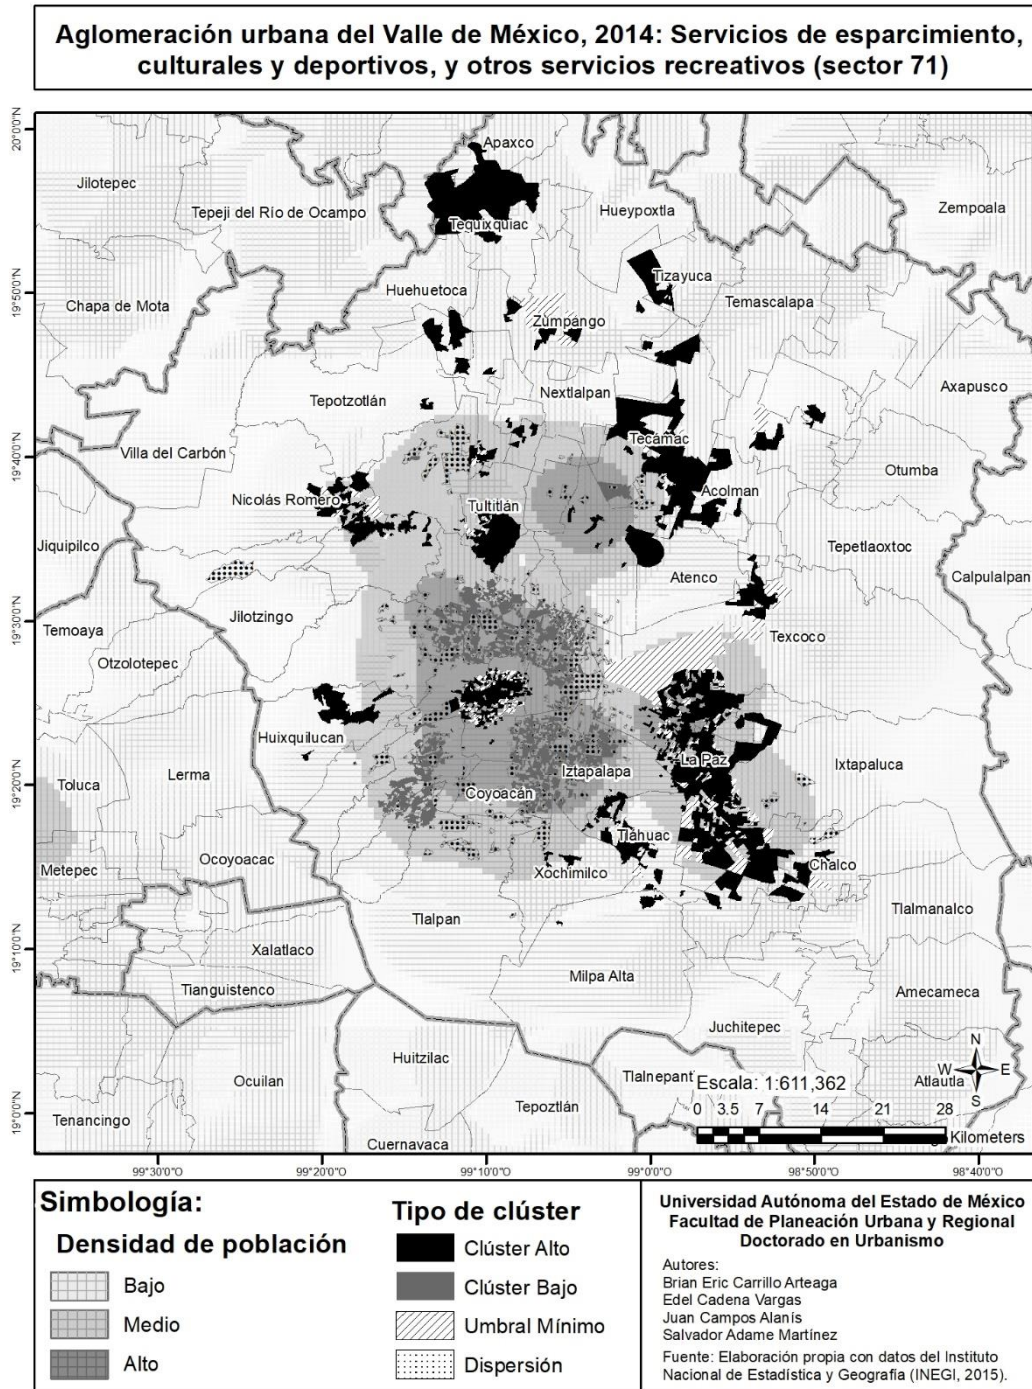 Aglomeración urbana del Valle de México, 2014: Servicios de esparcimiento,
culturales y deportivos, y otros servicios recreativos (sector 71)
20°0'0"N
19°50'0"N
19°40'0"N
19°30'0"N
19°20'0"N
19°10'0"N
19°0'0"N
Apaxco
Jilotepec
Tepeji del Río de Ocampo
Hueypoxtla
Zempoala
Tequixquiac
Tizayuca
Huehuetoca
Chapa de Mota
Temascalapa
Zumpango
Nextlalpan
Axapusco
Tepotzotlán
Tecámac
Villa del Carbón
Otumba
Nicolás Romero
Acolman
Tultitlán
Jiquipilco
Tepetlaoxtoc
Atenco
Calpulalpan
Jilotzingo
Temoaya
Texcoco
Otzolotepec
Huixquilucan
La Paz
Ixtapaluca
Iztapalapa
Toluca
Lerma
Coyoacán
Tláhuac
Ocoyoacac
Metepec
Xochimilco
Chalco
Tlalpan
Tlalmanalco
Xalatlaco
Milpa Alta
Tianguistenco
Amecameca
Juchitepec
Huitzilac
Ocuilan
Tlalnepant
Atlautla
Tepoztlán
Tenancingo
Cuernavaca
N
W E
S
Escala: 1:611,362
0 3.5 7 14 21 28
Kilometers
99°30'0"O 99°20'0"O 99°10'0"O 99°0'0"O 98°50'0"O 98°40'0"O
Simbología:
Densidad de población
Bajo
Medio
Alto
Tipo de clúster
Clúster Alto
Clúster Bajo
Umbral Mínimo
Dispersión
Universidad Autónoma del Estado de México
Facultad de Planeación Urbana y Regional
Doctorado en Urbanismo
Autores:
Brian Eric Carrillo Arteaga
Edel Cadena Vargas
Juan Campos Alanís
Salvador Adame Martínez
Fuente: Elaboración propia con datos del Instituto
Nacional de Estadística y Geografía (INEGI, 2015).